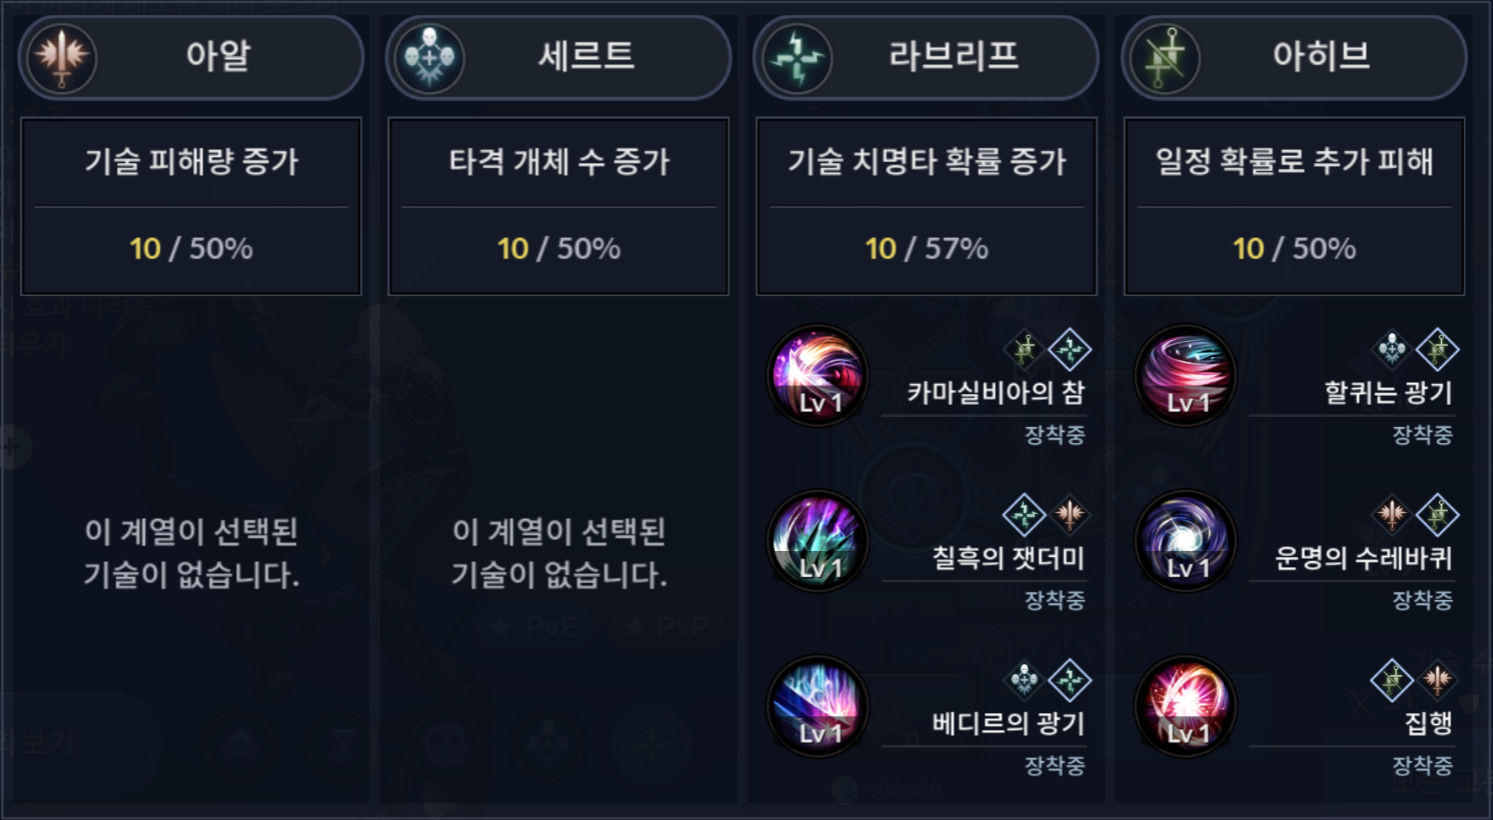 아알
기술 피해량 증가
10 / 50%
이 계열이 선택된
기술이 없습니다.
세르트
타격 개체 수 증가
10 / 50%
이 계열이 선택된
기술이 없습니다.
라브리프
기술 치명타 확률 증가
10 / 57%
Lv 1
카마실비아의 참
장착중
Lv 1
칠흑의 잿더미
장착중
Lv 1
베디르의 광기
장착중
아히브
일정 확률로 추가 피해
10 / 50%
Lv 1
할퀴는 광기
장착중
Lv 1
운명의 수레바퀴
장착중
Lv 1
집행
장착중
PvE
PvP
100000